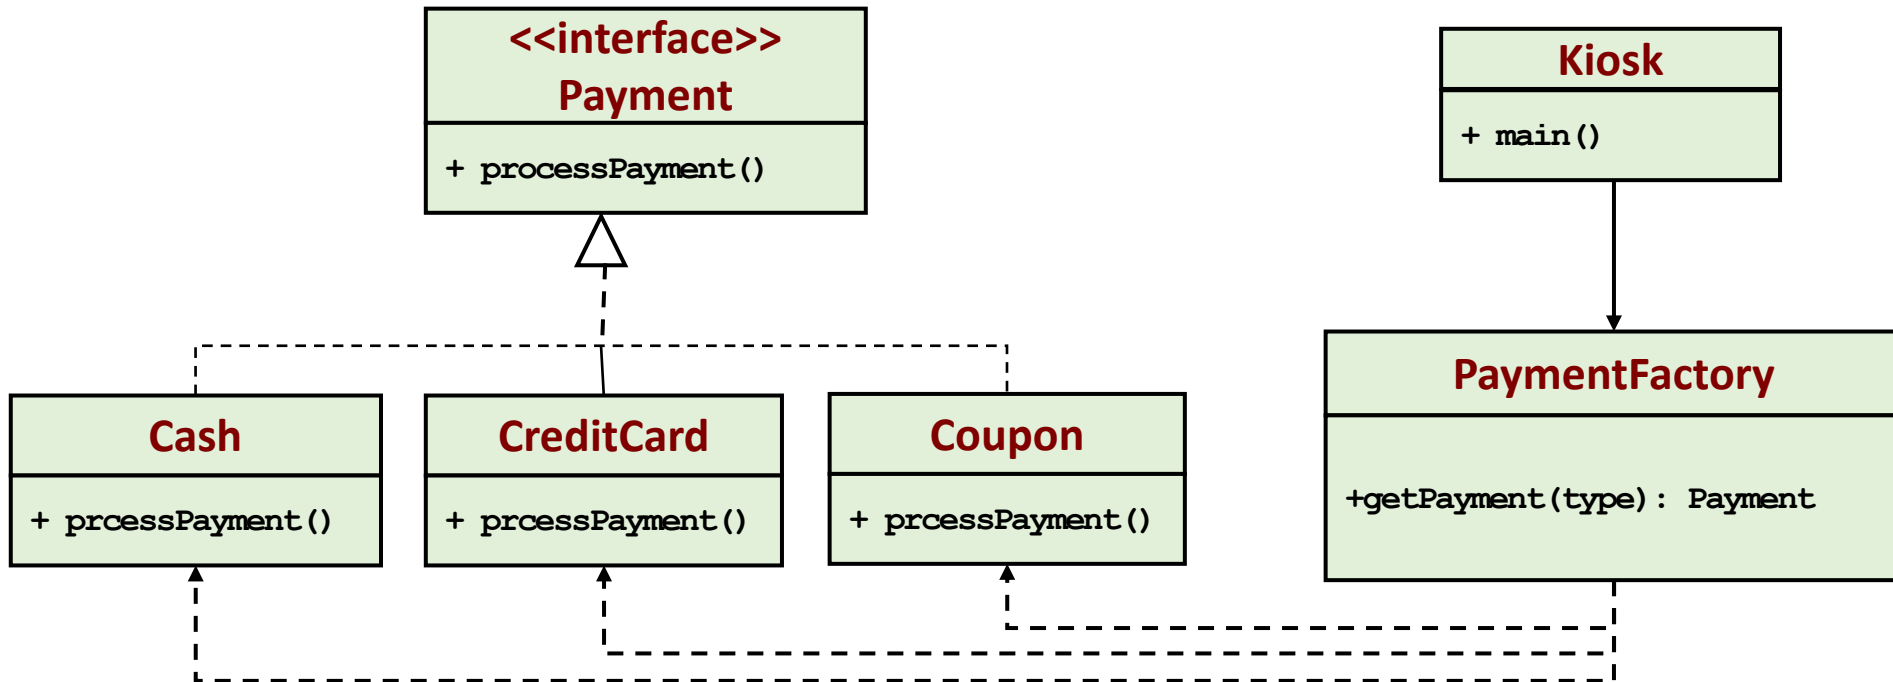 <<interface>>
Payment
+ processPayment()
Kiosk
+ main()
Cash
+ prcessPayment()
CreditCard
+ prcessPayment()
Coupon
+ prcessPayment()
PaymentFactory
+getPayment(type): Payment